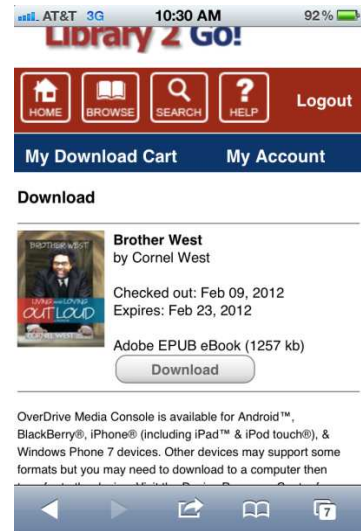 AT&T 3G 10:30 AM 92%
Library 2 Go!
HOME BROWSE SEARCH ? HELP Logout
My Download Cart My Account
Download
BROTHER WEST
LIVING and LOVING
OUT LOUD
CORNEL WEST
Brother West
by Cornel West
Checked out: Feb 09, 2012
Expires: Feb 23, 2012
Adobe EPUB eBook (1257 kb)
Download
OverDrive Media Console is available for Android™,
BlackBerry®, iPhone® (including iPad™ & iPod touch®), &
Windows Phone 7 devices. Other devices may support some
formats but you may need to download to a computer then
7